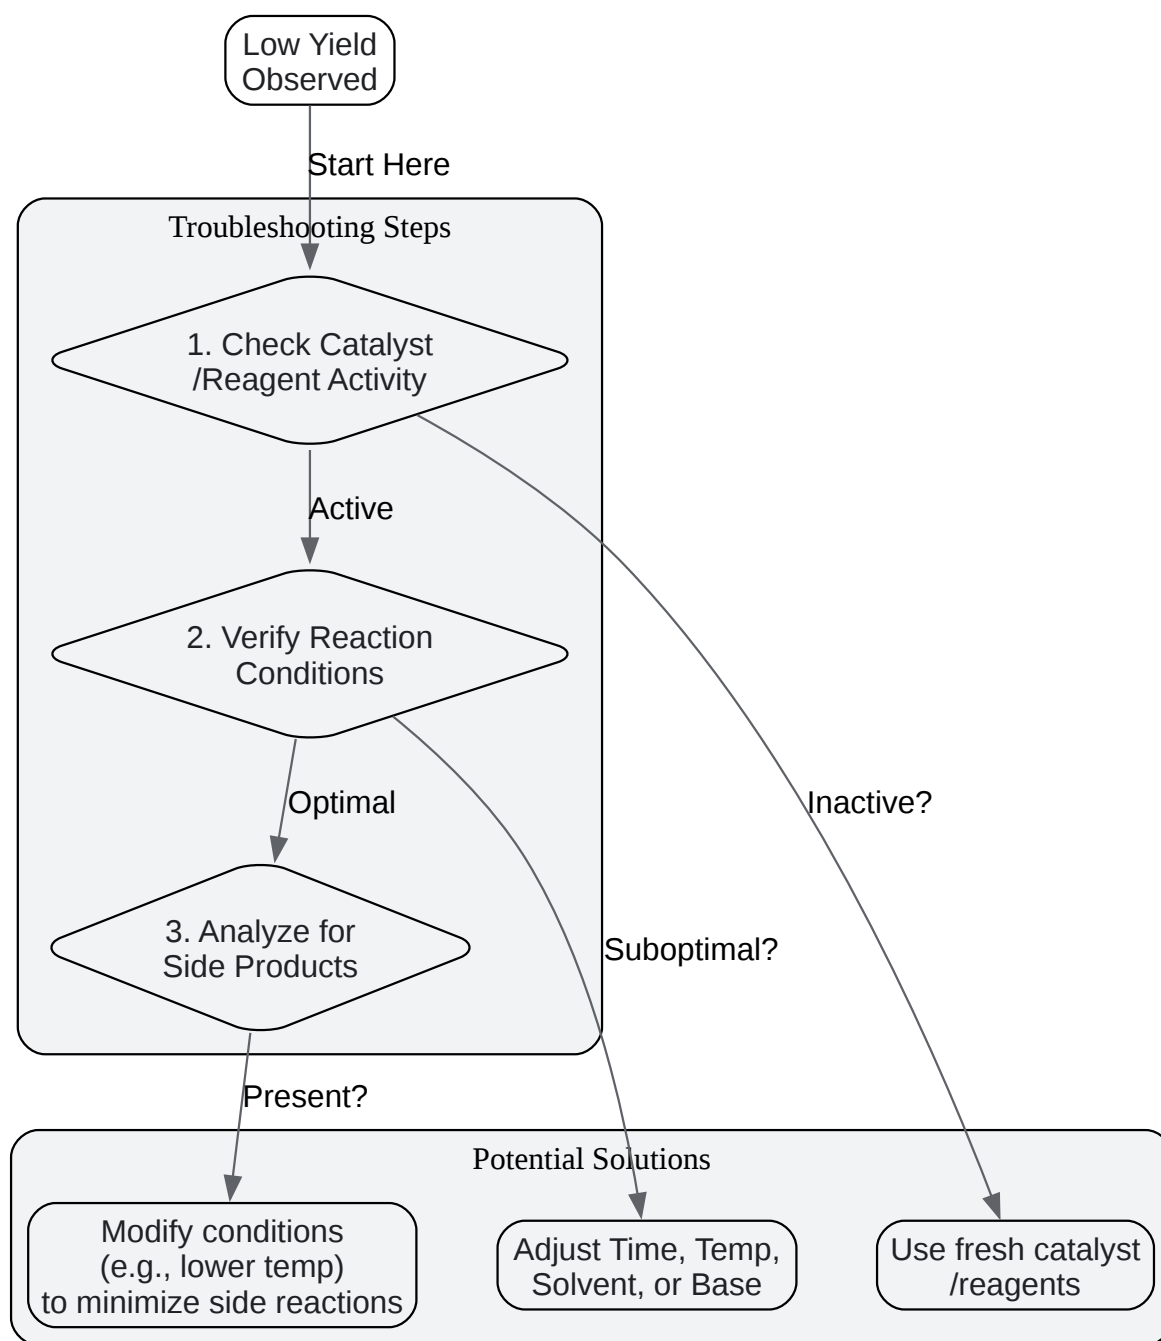 Low Yield
Observed
Start Here
Troubleshooting Steps
1. Check Catalyst
/Reagent Activity
Active
2. Verify Reaction
Conditions
Optimal
Inactive?
3. Analyze for
Side Products
Suboptimal?
Present?
Potential Solutions
Modify conditions
(e.g., lower temp)
to minimize side reactions
Adjust Time, Temp,
Solvent, or Base
Use fresh catalyst
/reagents